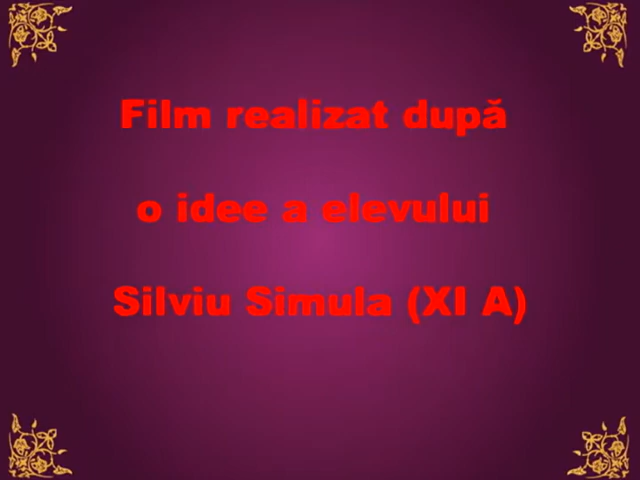 Film realizat după
o idee a elevului
Silviu Simula (XI A)